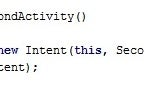 ondActivity()
new Intent(this, Seco
tent);